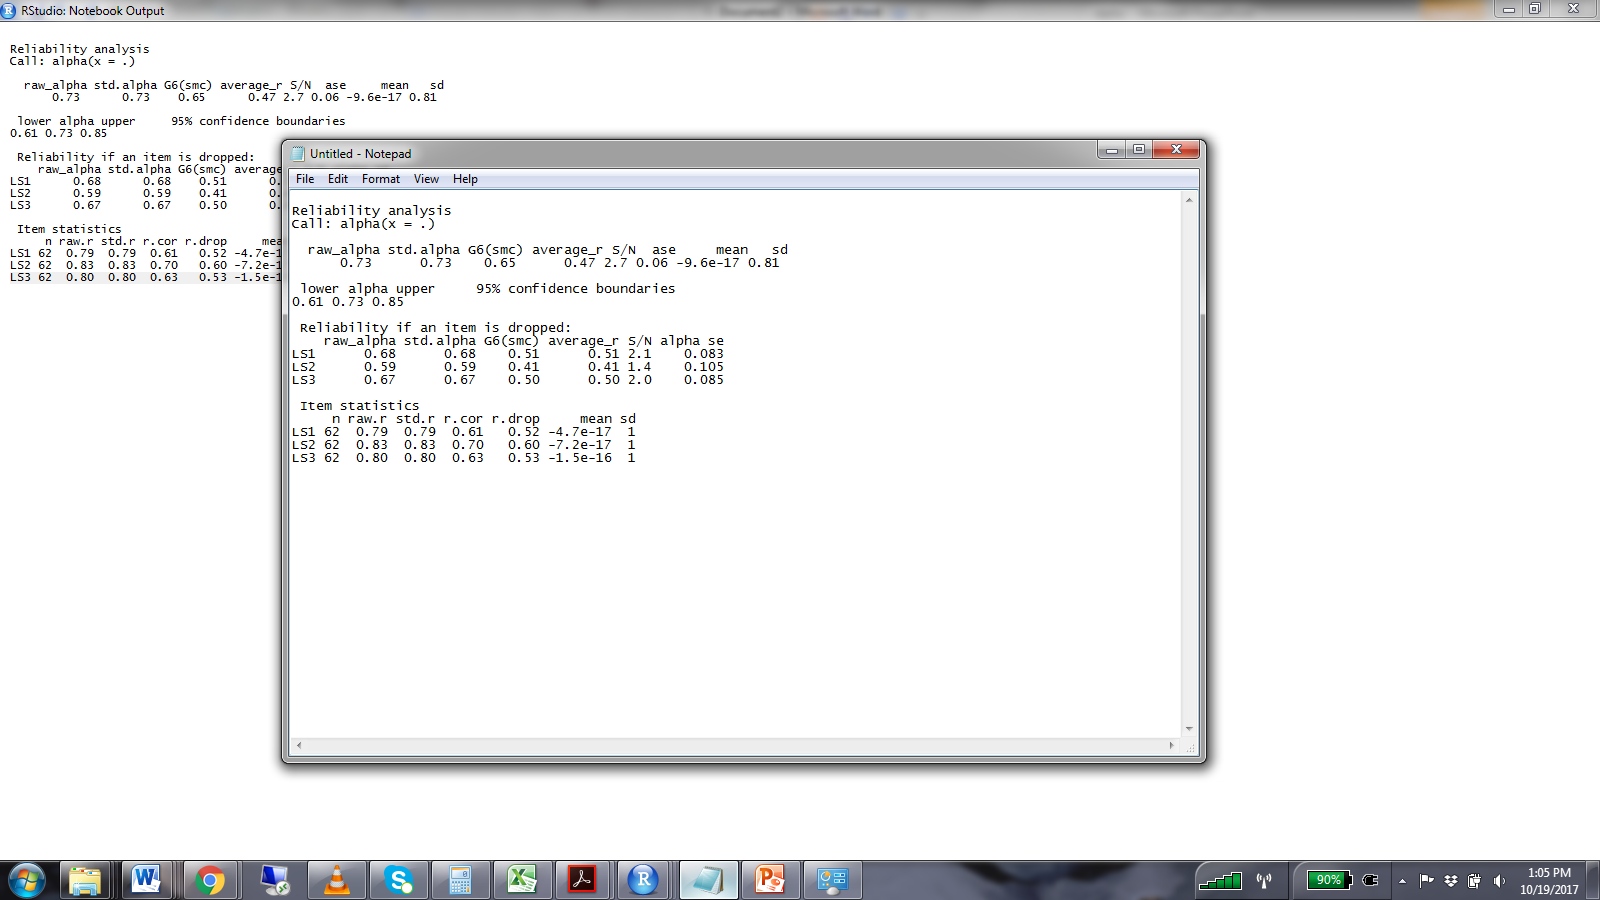 RStudio: Notebook Output
Reliability analysis
Call: alpha(x = .)
raw_alpha std.alpha G6(smc) average_r S/N ase mean sd
0.73 0.73 0.65 0.47 2.7 0.06 -9.6e-17 0.81
lower alpha upper 95% confidence boundaries
0.61 0.73 0.85
Reliability if an item is dropped:
raw_alpha std.alpha G6(smc) average
LS1 0.68 0.68 0.51 0.
LS2 0.59 0.59 0.41 0.
LS3 0.67 0.67 0.50 0.
Item statistics
n raw.r std.r r.cor r.drop mea
LS1 62 0.79 0.79 0.61 0.52 -4.7e-1
LS2 62 0.83 0.83 0.70 0.60 -7.2e-1
LS3 62 0.80 0.80 0.63 0.53 -1.5e-1
Untitled - Notepad
File Edit Format View Help
Reliability analysis
Call: alpha(x = .)
raw_alpha std.alpha G6(smc) average_r S/N ase mean sd
0.73 0.73 0.65 0.47 2.7 0.06 -9.6e-17 0.81
lower alpha upper 95% confidence boundaries
0.61 0.73 0.85
Reliability if an item is dropped:
raw_alpha std.alpha G6(smc) average_r S/N alpha se
LS1 0.68 0.68 0.51 0.51 2.1 0.083
LS2 0.59 0.59 0.41 0.41 1.4 0.105
LS3 0.67 0.67 0.50 0.50 2.0 0.085
Item statistics
n raw.r std.r r.cor r.drop mean sd
LS1 62 0.79 0.79 0.61 0.52 -4.7e-17 1
LS2 62 0.83 0.83 0.70 0.60 -7.2e-17 1
LS3 62 0.80 0.80 0.63 0.53 -1.5e-16 1
90%
1:05 PM
10/19/2017